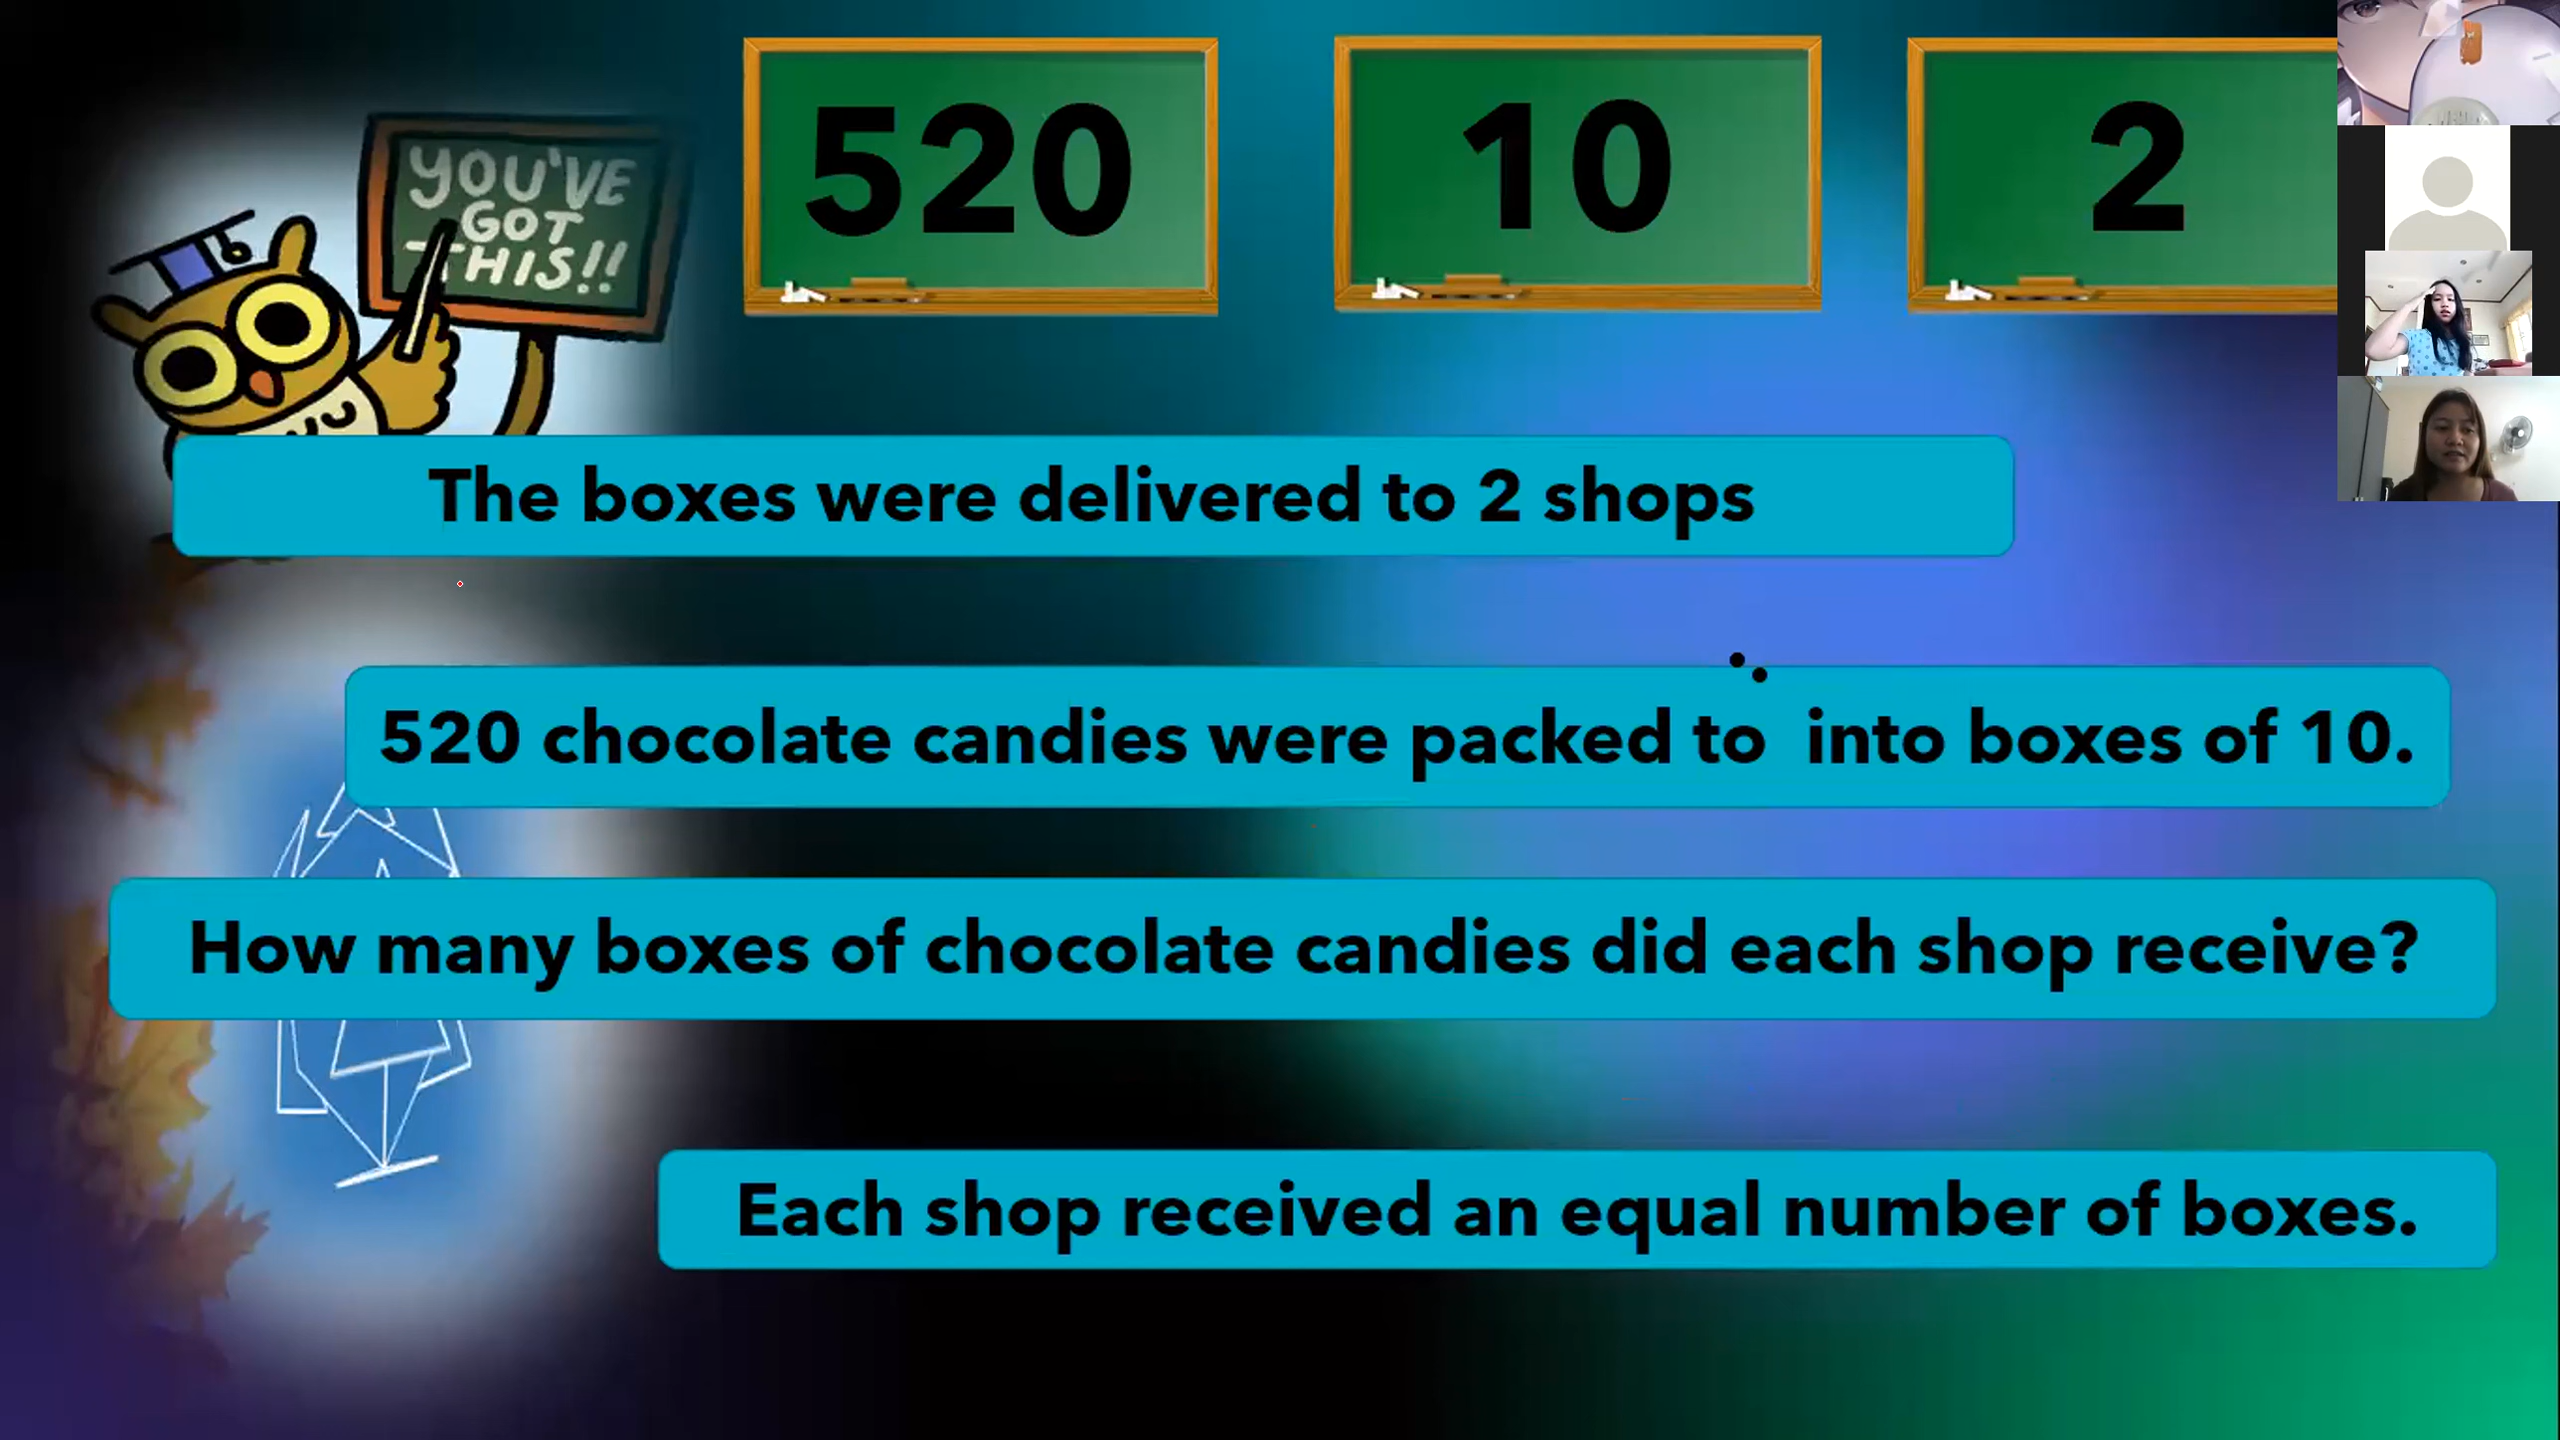 520
10
2
YOU'VE
GOT
THIS!!
The boxes were delivered to 2 shops
520 chocolate candies were packed to into boxes of 10.
How many boxes of chocolate candies did each shop receive?
Each shop received an equal number of boxes.